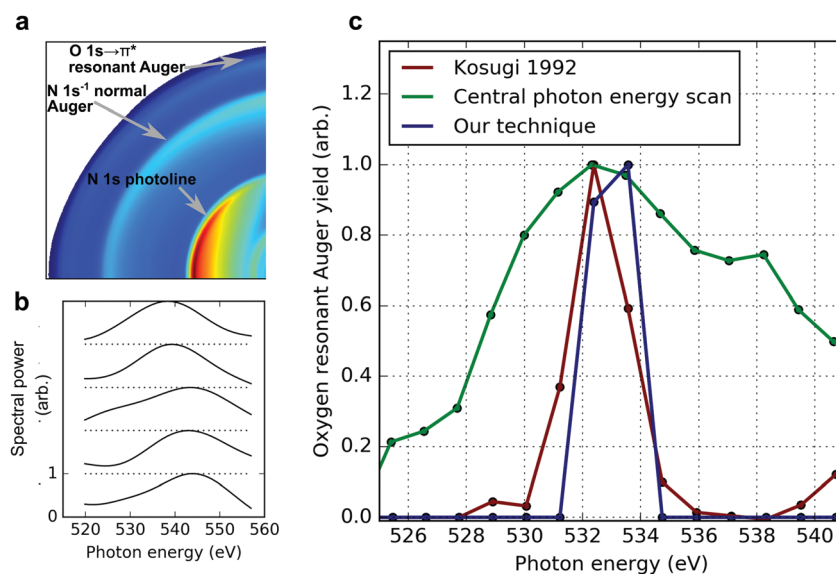 a
O 1s→π*
resonant Auger
N 1s⁻¹ normal
Auger
N 1s photoline
b
Spectral power
(arb.)
1
0
520 530 540 550 560
Photon energy (eV)
c
Kosugi 1992
Central photon energy scan
Our technique
Oxygen resonant Auger yield (arb.)
1.2
1.0
0.8
0.6
0.4
0.2
0.0
526 528 530 532 534 536 538 540
Photon energy (eV)